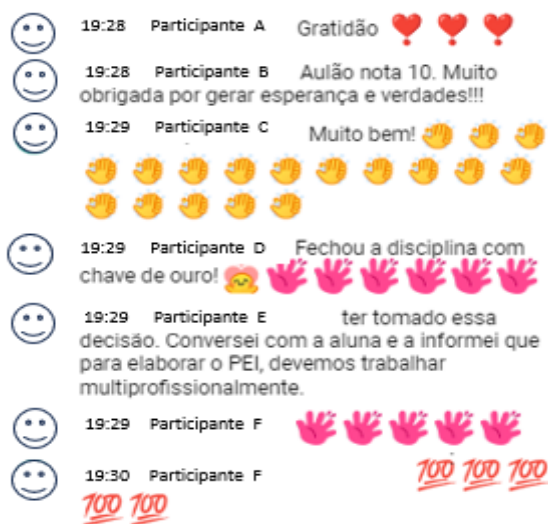 19:28 Participante A Gratidão ❣ ❣ ❣
19:28 Participante B Aulão nota 10. Muito
obrigada por gerar esperança e verdades!!!
19:29 Participante C Muito bem! 👏 👏 👏
👏 👏 👏 👏 👏 👏 👏 👏 👏 👏
👏 👏 👏 👏 👏
19:29 Participante D Fechou a disciplina com
chave de ouro!
19:29 Participante E ter tomado essa
decisão. Conversei com a aluna e a informei que
para elaborar o PEI, devemos trabalhar
multiprofissionalmente.
19:29 Participante F
19:30 Participante F 💯 💯 💯
💯 💯